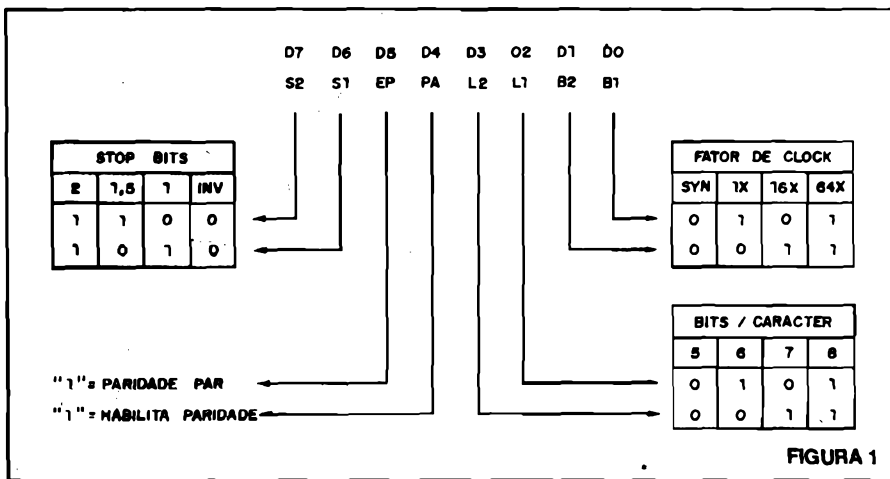 D7 D6 D5 D4 D3 O2 D1 D0
S2 S1 EP PA L2 L1 B2 B1
STOP BITS
2 1,5 1 INV
1 1 0 0
1 0 1 0
FATOR DE CLOCK
SYN 1X 16X 64X
0 1 0 1
0 0 1 1
BITS / CARACTER
5 6 7 8
0 1 0 1
0 0 1 1
"1"= PARIDADE PAR
"1"= HABILITA PARIDADE
FIGURA 1